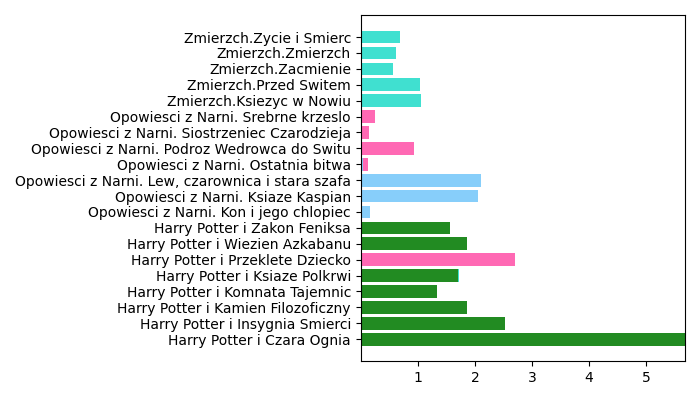 Zmierzch.Zycie i Smierc
Zmierzch.Zmierzch
Zmierzch.Zacmienie
Zmierzch.Przed Switem
Zmierzch.Ksiezyc w Nowiu
Opowiesci z Narni. Srebrne krzeslo
Opowiesci z Narni. Siostrzeniec Czarodzieja
Opowiesci z Narni. Podroz Wedrowca do Switu
Opowiesci z Narni. Ostatnia bitwa
Opowiesci z Narni. Lew, czarownica i stara szafa
Opowiesci z Narni. Ksiaze Kaspian
Opowiesci z Narni. Kon i jego chlopiec
Harry Potter i Zakon Feniksa
Harry Potter i Wiezien Azkabanu
Harry Potter i Przeklete Dziecko
Harry Potter i Ksiaze Polkrwi
Harry Potter i Komnata Tajemnic
Harry Potter i Kamien Filozoficzny
Harry Potter i Insygnia Smierci
Harry Potter i Czara Ognia
1 2 3 4 5